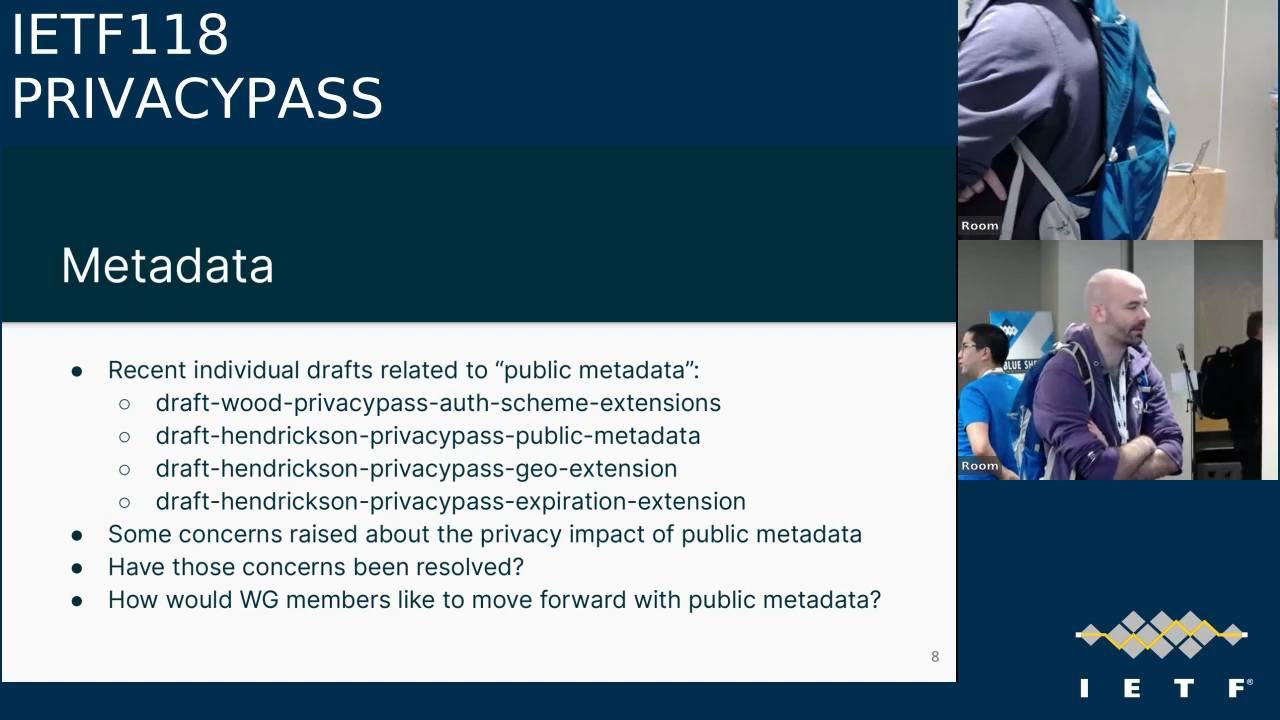 IETF118
PRIVACYPASS
Metadata
● Recent individual drafts related to “public metadata”:
○ draft-wood-privacypass-auth-scheme-extensions
○ draft-hendrickson-privacypass-public-metadata
○ draft-hendrickson-privacypass-geo-extension
○ draft-hendrickson-privacypass-expiration-extension
● Some concerns raised about the privacy impact of public metadata
● Have those concerns been resolved?
● How would WG members like to move forward with public metadata?
8
Room
BLUE SH
Room
I E T F®